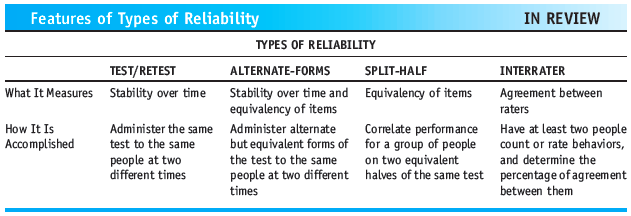 Features of Types of Reliability IN REVIEW
TYPES OF RELIABILITY
TEST/RETEST ALTERNATE-FORMS SPLIT-HALF INTERRATER
What It Measures Stability over time Stability over time and Equivalency of items Agreement between
equivalency of items raters
How It Is Administer the same Administer alternate Correlate performance Have at least two people
Accomplished test to the same but equivalent forms of for a group of people count or rate behaviors,
people at two the test to the same on two equivalent and determine the
different times people at two different halves of the same test percentage of agreement
times between them